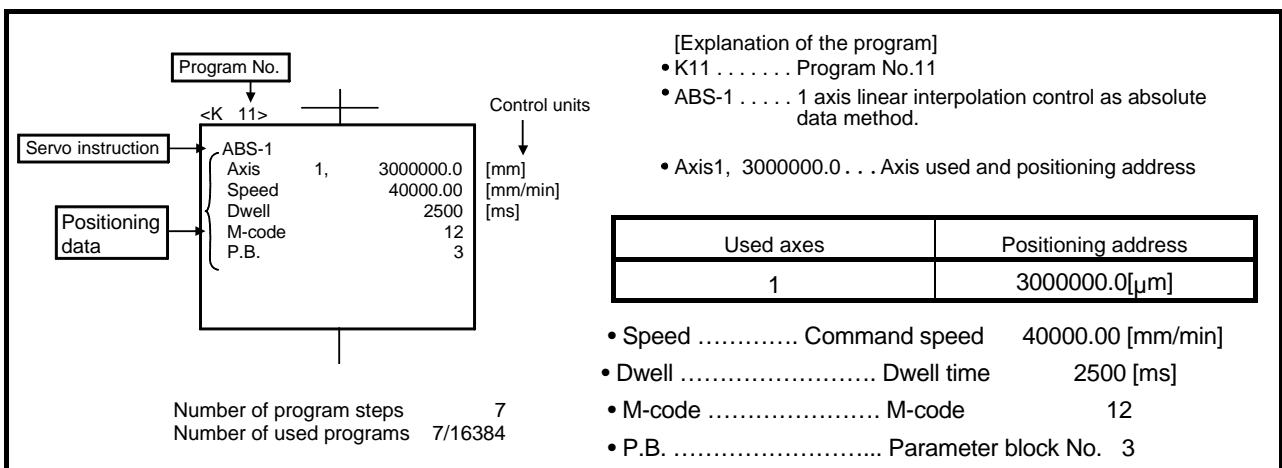 Program No.
<K 11>
Control units
Servo instruction
ABS-1
Axis 1, 3000000.0 [mm]
Speed 40000.00 [mm/min]
Dwell 2500 [ms]
M-code 12
P.B. 3
Positioning
data
Number of program steps 7
Number of used programs 7/16384
[Explanation of the program]
• K11 . . . . . . . Program No.11
• ABS-1 . . . . . 1 axis linear interpolation control as absolute
data method.
• Axis1, 3000000.0 . . . Axis used and positioning address
Used axes Positioning address
1 3000000.0[µm]
• Speed …………. Command speed 40000.00 [mm/min]
• Dwell ……………………. Dwell time 2500 [ms]
• M-code …………………. M-code 12
• P.B. ……………………... Parameter block No. 3